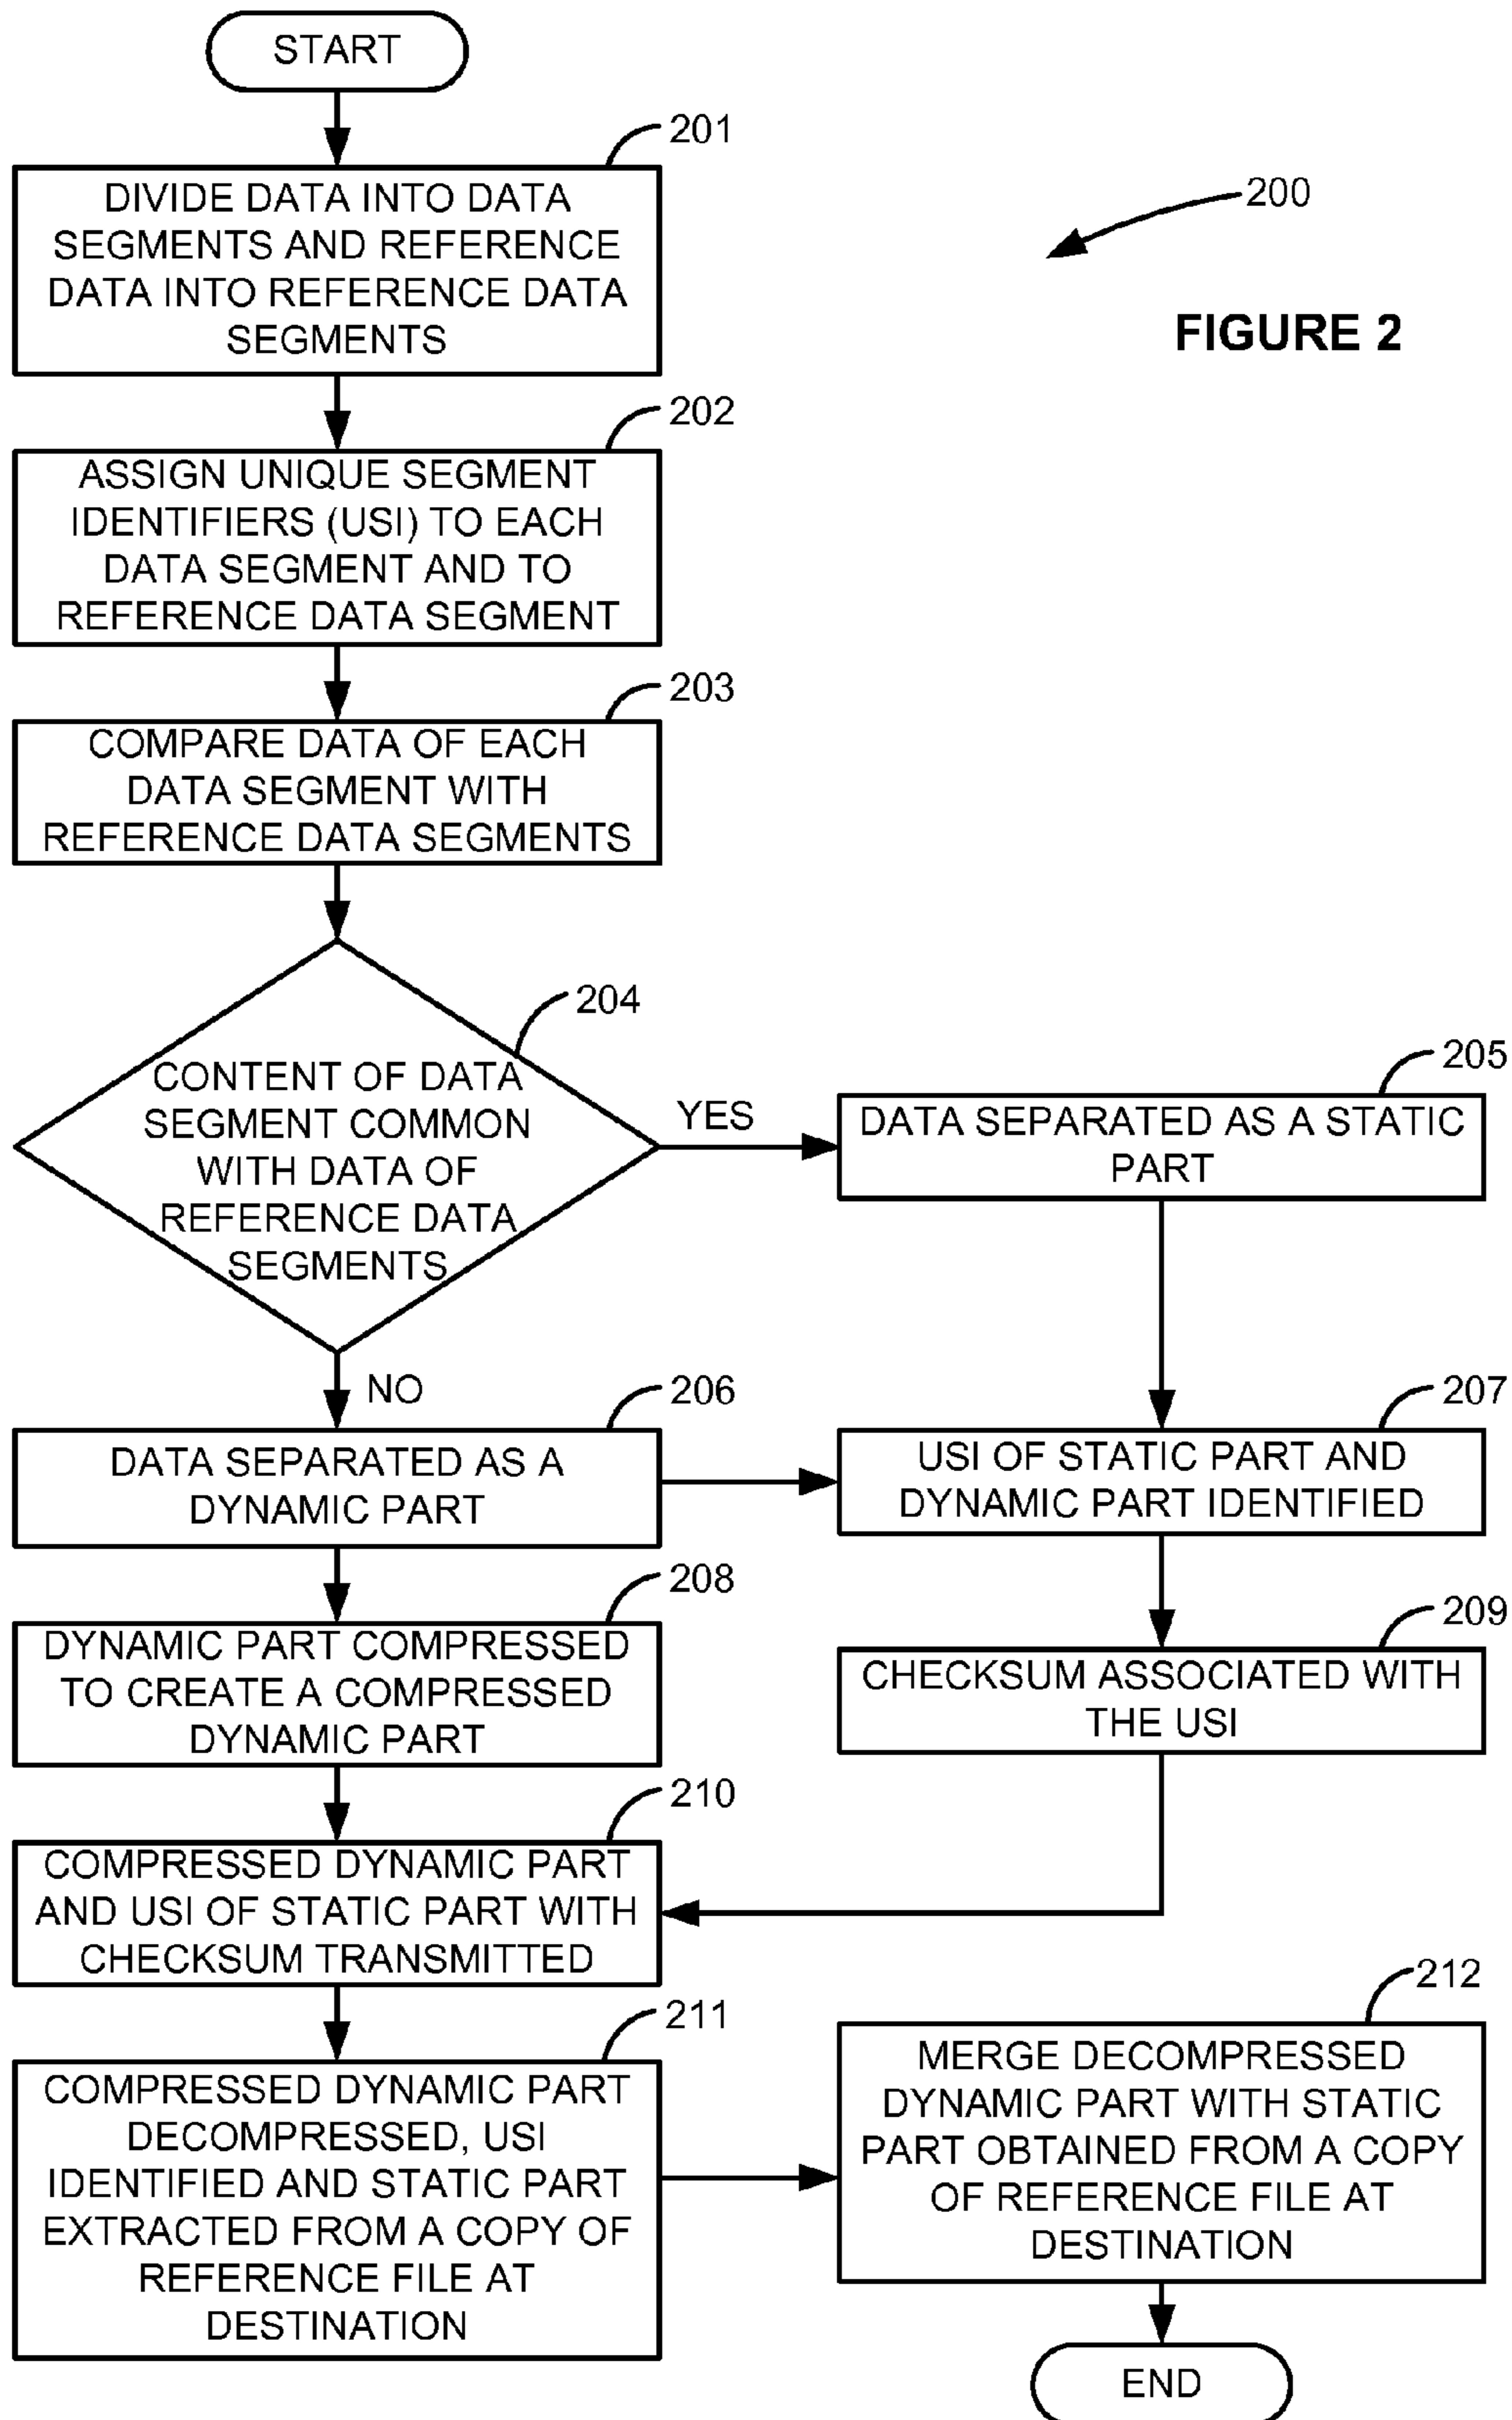 START
201
DIVIDE DATA INTO DATA
SEGMENTS AND REFERENCE
DATA INTO REFERENCE DATA
SEGMENTS
200
FIGURE 2
202
ASSIGN UNIQUE SEGMENT
IDENTIFIERS (USI) TO EACH
DATA SEGMENT AND TO
REFERENCE DATA SEGMENT
203
COMPARE DATA OF EACH
DATA SEGMENT WITH
REFERENCE DATA SEGMENTS
204
CONTENT OF DATA
SEGMENT COMMON
WITH DATA OF
REFERENCE DATA
SEGMENTS
YES
205
DATA SEPARATED AS A STATIC
PART
NO
206
DATA SEPARATED AS A
DYNAMIC PART
207
USI OF STATIC PART AND
DYNAMIC PART IDENTIFIED
208
DYNAMIC PART COMPRESSED
TO CREATE A COMPRESSED
DYNAMIC PART
209
CHECKSUM ASSOCIATED WITH
THE USI
210
COMPRESSED DYNAMIC PART
AND USI OF STATIC PART WITH
CHECKSUM TRANSMITTED
211
COMPRESSED DYNAMIC PART
DECOMPRESSED, USI
IDENTIFIED AND STATIC PART
EXTRACTED FROM A COPY OF
REFERENCE FILE AT
DESTINATION
212
MERGE DECOMPRESSED
DYNAMIC PART WITH STATIC
PART OBTAINED FROM A COPY
OF REFERENCE FILE AT
DESTINATION
END